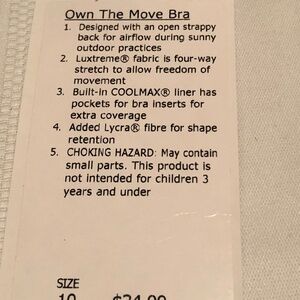 Own The Move Bra
1. Designed with an open strappy
back for airflow during sunny
outdoor practices
2. Luxtreme® fabric is four-way
stretch to allow freedom of
movement
3. Built-in COOLMAX® liner has
pockets for bra inserts for
extra coverage
4. Added Lycra® fibre for shape
retention
5. CHOKING HAZARD: May contain
small parts. This product is
not intended for children 3
years and under
SIZE
10